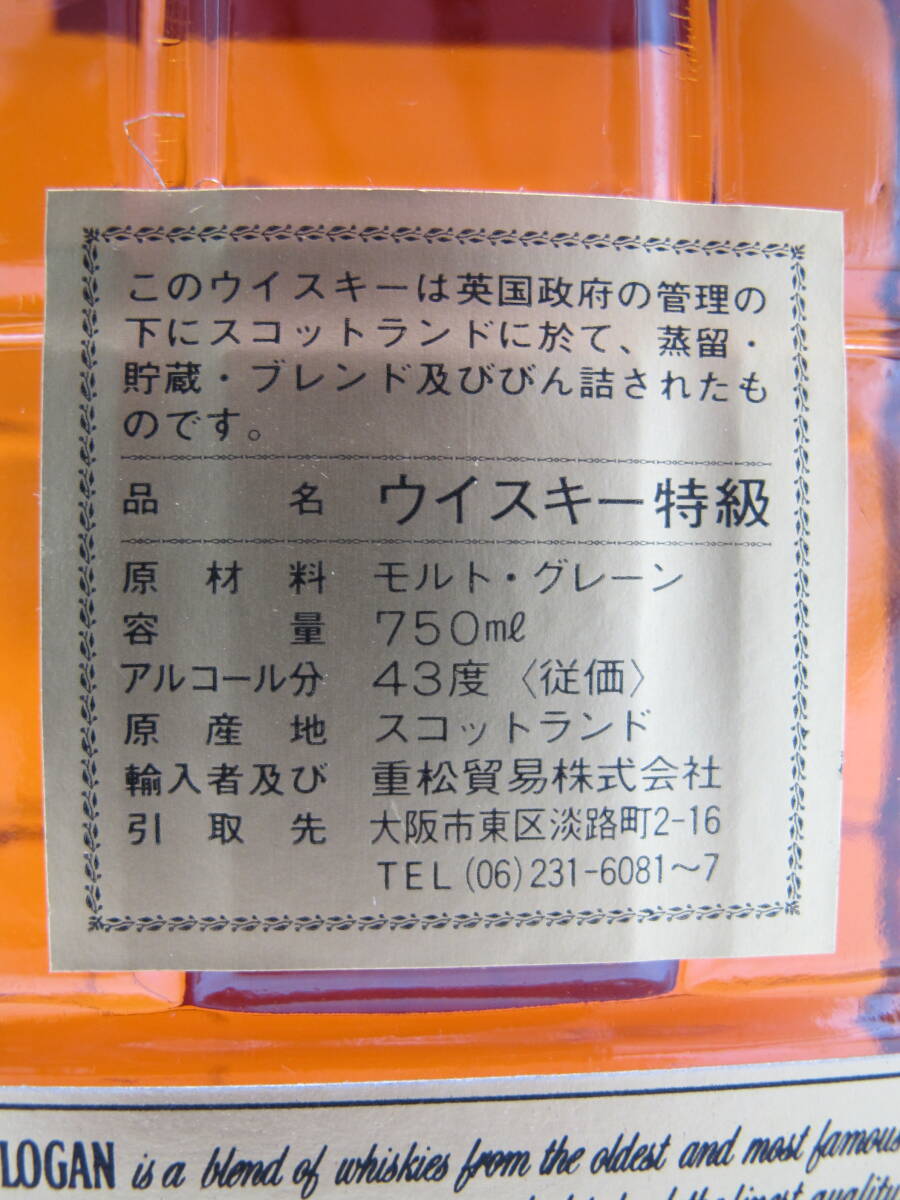 このウイスキーは英国政府の管理の
下にスコットランドに於て、蒸留・
貯蔵・ブレンド及びびん詰されたも
のです。
品名 ウイスキー特級
原材料 モルト・グレーン
容量 750ml
アルコール分 43度〈従価〉
原産地 スコットランド
輸入者及び 重松貿易株式会社
引取先 大阪市東区淡路町2-16
TEL(06)231-6081〜7
LOGAN is a blend of whiskies from the oldest and most famous
the finest quality